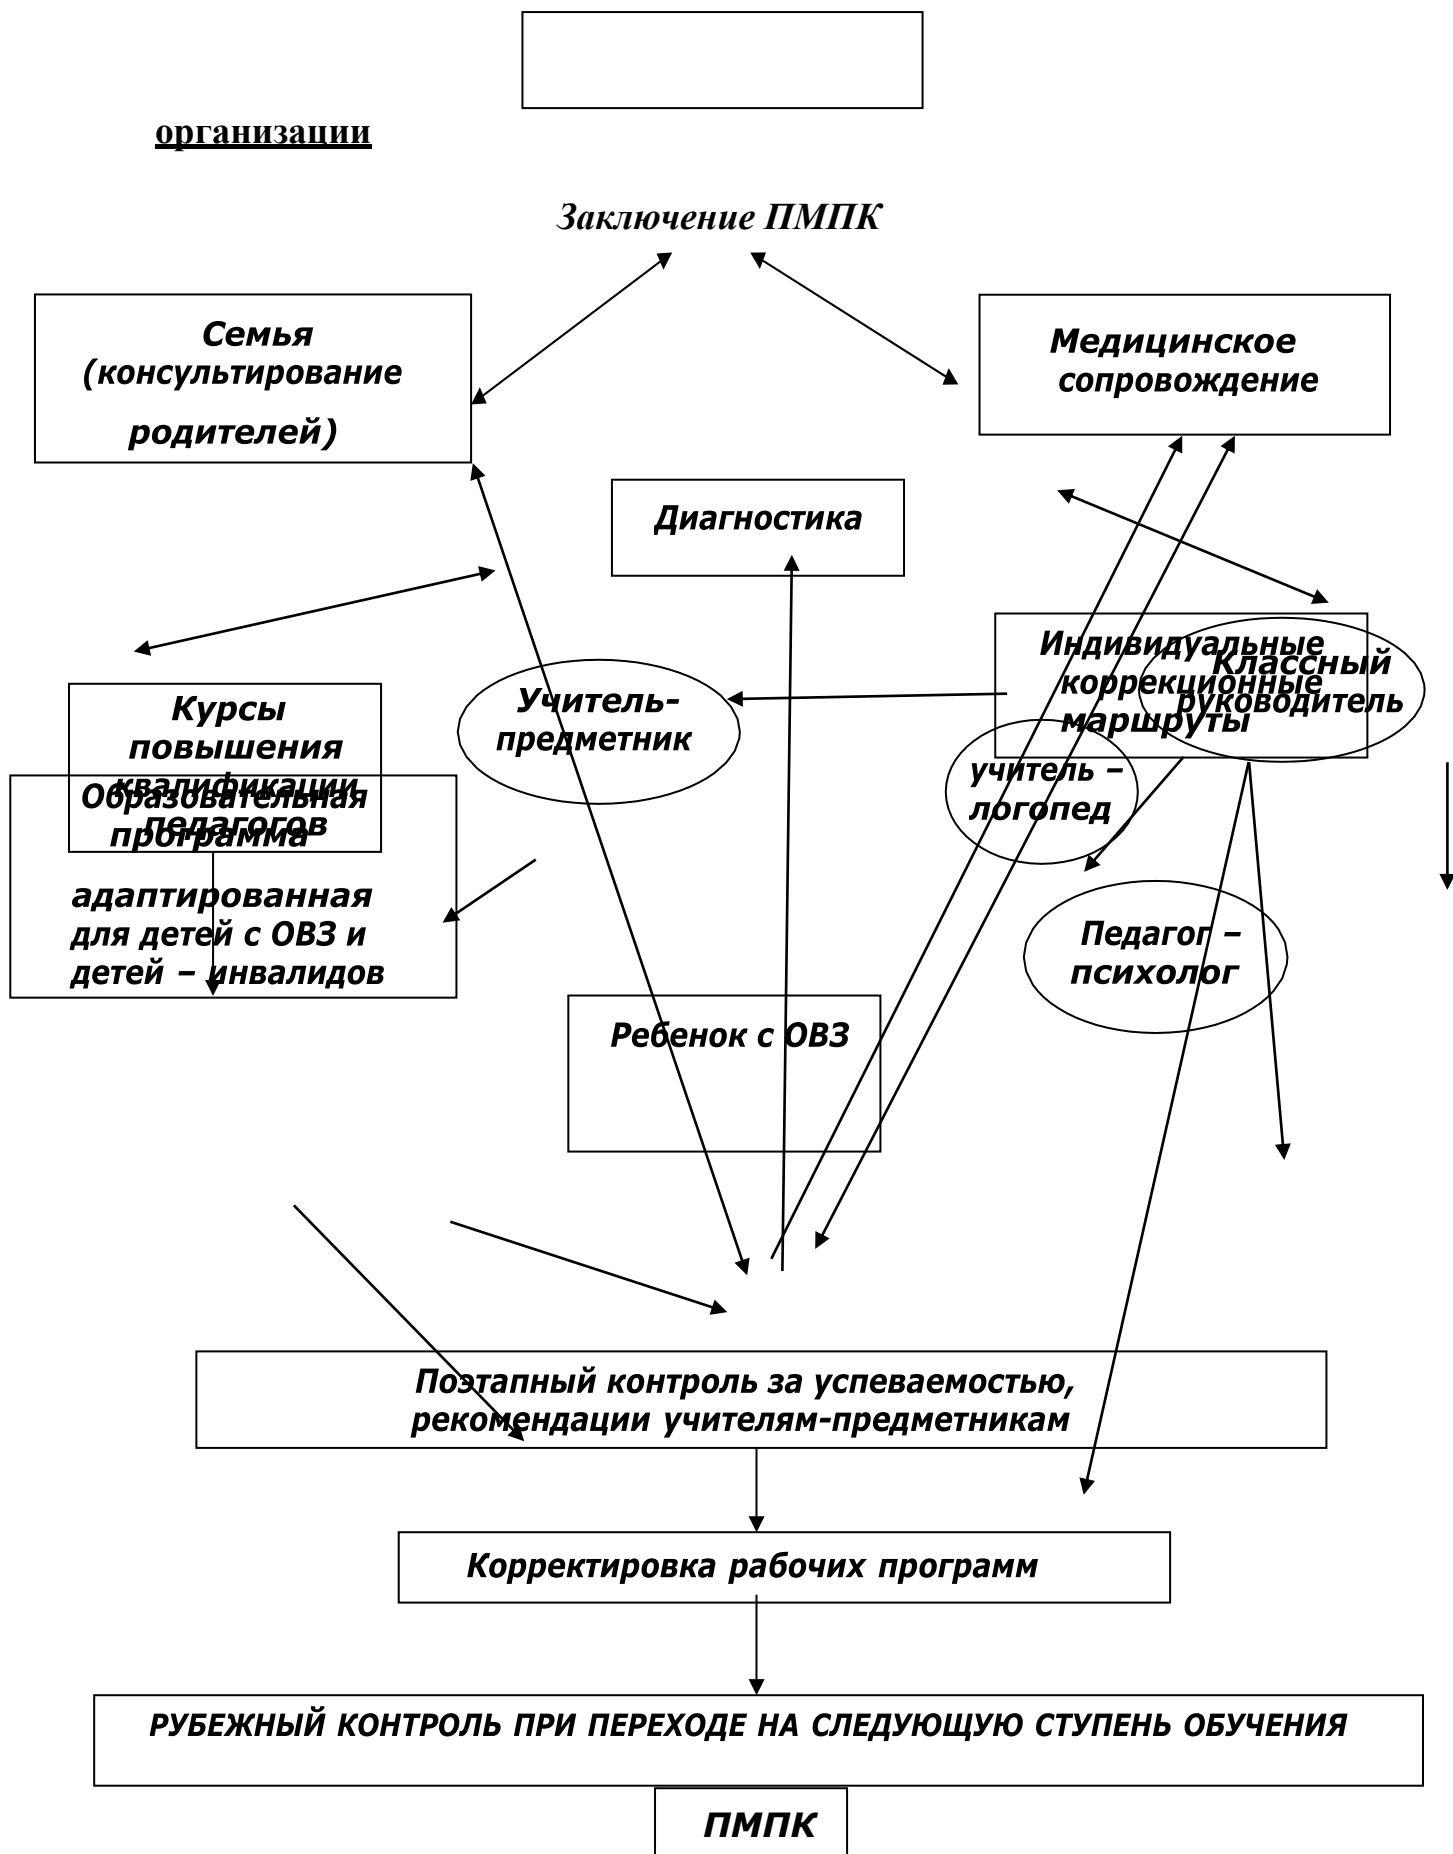 организации
Заключение ПМПК
Семья
(консультирование
родителей)
Медицинское
сопровождение
Диагностика
Индивидуальные
коррекционные
маршруты
Классный
руководитель
Учитель-
предметник
Курсы
повышения
квалификации
педагогов
учитель –
логопед
Образовательная
программа
адаптированная
для детей с ОВЗ и
детей – инвалидов
Педагог –
психолог
Ребенок с ОВЗ
Поэтапный контроль за успеваемостью,
рекомендации учителям-предметникам
Корректировка рабочих программ
РУБЕЖНЫЙ КОНТРОЛЬ ПРИ ПЕРЕХОДЕ НА СЛЕДУЮЩУЮ СТУПЕНЬ ОБУЧЕНИЯ
ПМПК